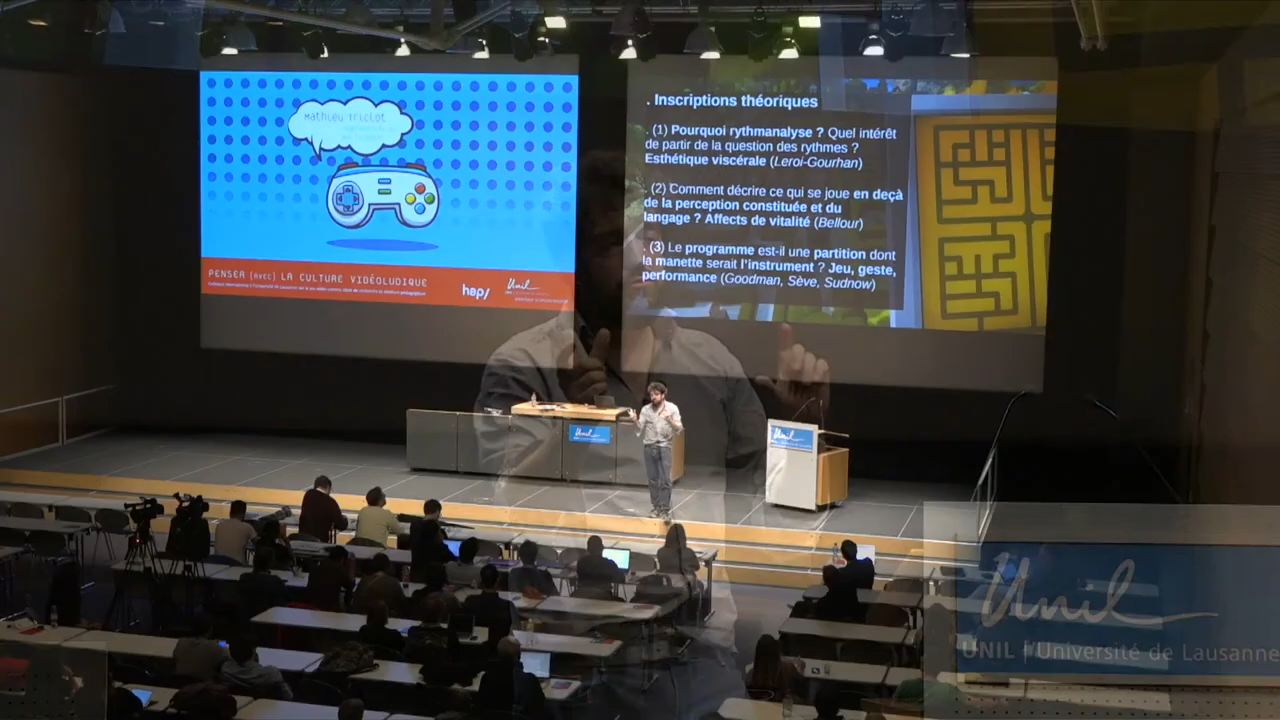 mathieu triclot
PENSER (AVEC) LA CULTURE VIDÉOLUDIQUE
hep/
Unil
. Inscriptions théoriques
. (1) Pourquoi rythmanalyse ? Quel intérêt
de partir de la question des rythmes ?
Esthétique viscérale (Leroi-Gourhan)
. (2) Comment décrire ce qui se joue en deçà
de la perception constituée et du
langage ? Affects de vitalité (Bellour)
. (3) Le programme est-il une partition dont
la manette serait l'instrument ? Jeu, geste,
performance (Goodman, Sève, Sudnow)
Unil
Unil
Unil
UNIL | Université de Lausanne